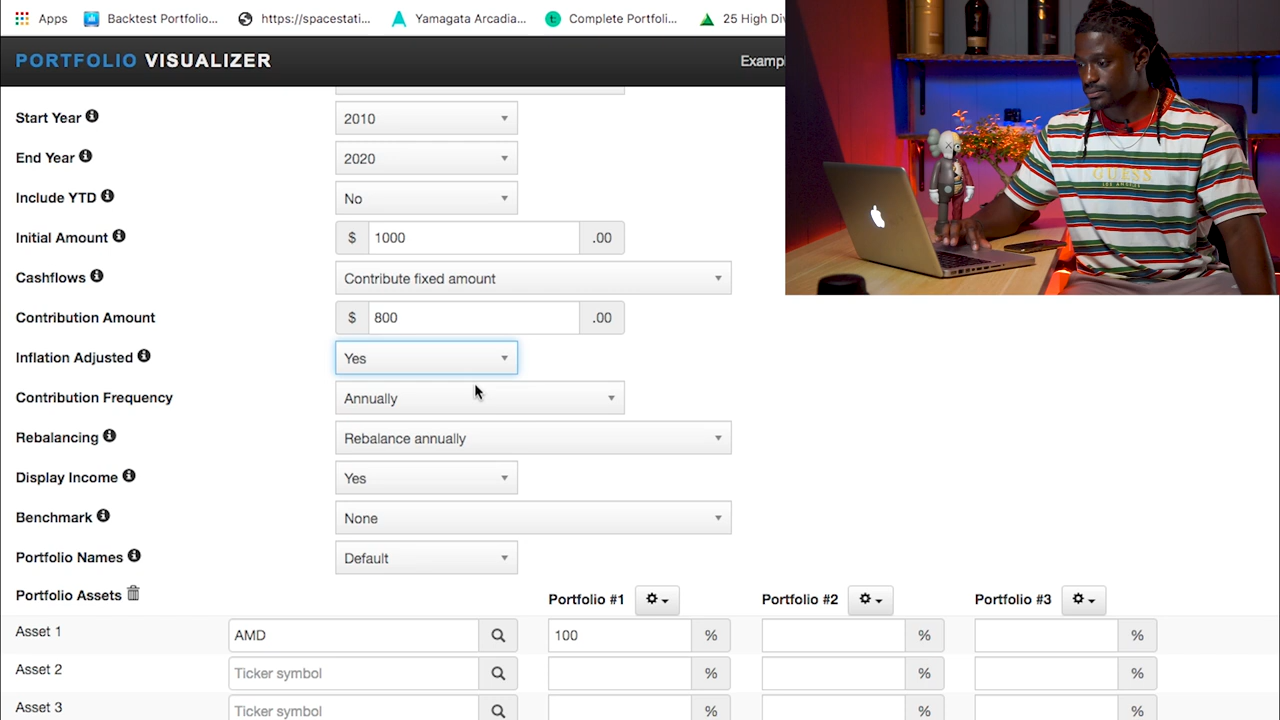 Apps Backtest Portfolio... https://spacestati... Yamagata Arcadia... Complete Portfoli... 25 High Di
PORTFOLIO VISUALIZER Exampl
Start Year 2010
End Year 2020
Include YTD No
Initial Amount $ 1000 .00
Cashflows Contribute fixed amount
Contribution Amount $ 800 .00
Inflation Adjusted Yes
Contribution Frequency Annually
Rebalancing Rebalance annually
Display Income Yes
Benchmark None
Portfolio Names Default
Portfolio Assets Portfolio #1 Portfolio #2 Portfolio #3
Asset 1 AMD 100 % % %
Asset 2 Ticker symbol % % %
Asset 3 Ticker symbol % % %
GUESS
LOS ANGELES